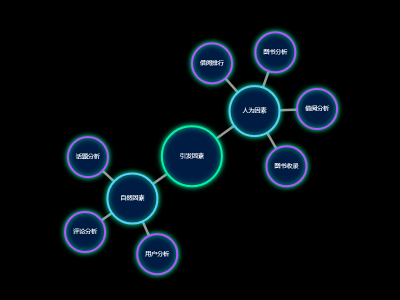 图书分析
借阅排行
人为因素
借阅分析
引发因素
话题分析
图书收录
自然因素
评论分析
用户分析